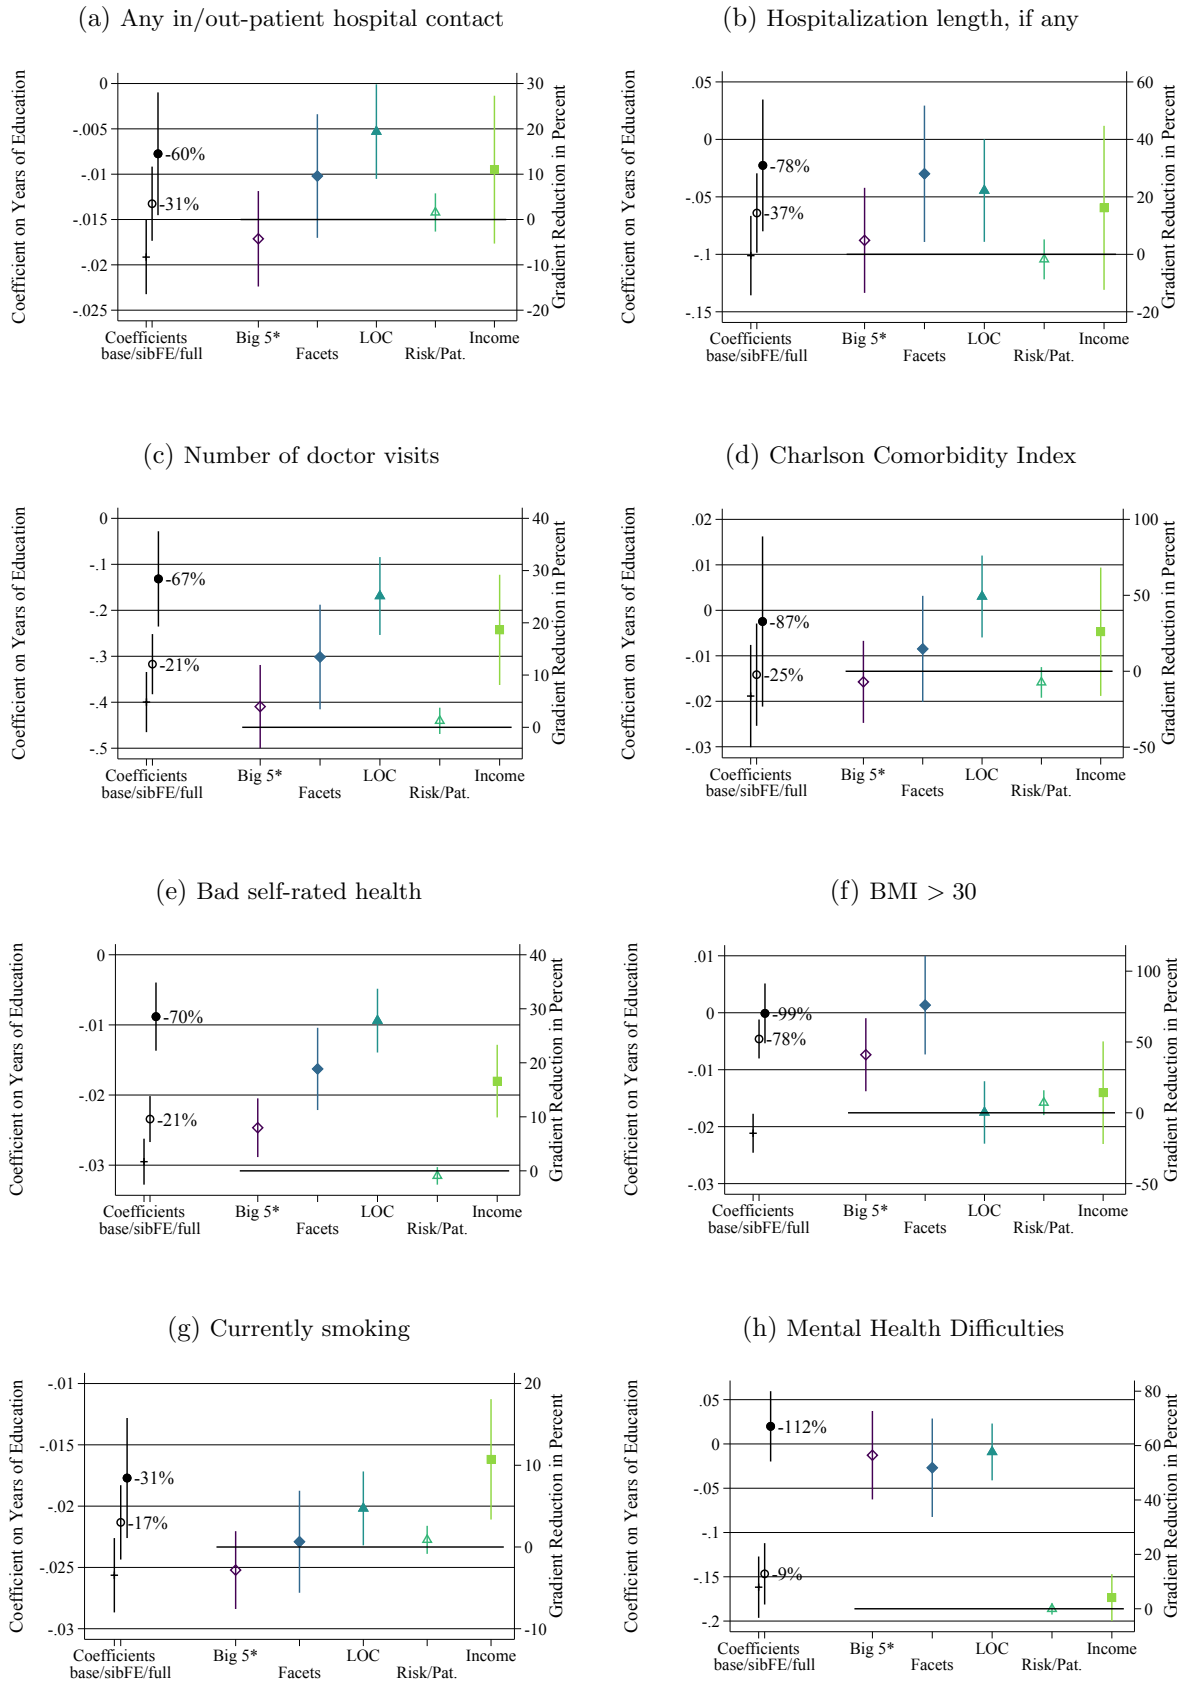 (a) Any in/out-patient hospital contact
Coefficient on Years of Education
0
-.005
-.01
-.015
-.02
-.025
-60%
-31%
30
20
10
0
-10
-20
Gradient Reduction in Percent
Coefficients
base/sibFE/full
Big 5*
Facets
LOC
Risk/Pat.
Income
(b) Hospitalization length, if any
Coefficient on Years of Education
.05
0
-.05
-.1
-.15
-78%
-37%
60
40
20
0
-20
Gradient Reduction in Percent
Coefficients
base/sibFE/full
Big 5*
Facets
LOC
Risk/Pat.
Income
(c) Number of doctor visits
Coefficient on Years of Education
0
-.1
-.2
-.3
-.4
-.5
-67%
-21%
40
30
20
10
0
Gradient Reduction in Percent
Coefficients
base/sibFE/full
Big 5*
Facets
LOC
Risk/Pat.
Income
(d) Charlson Comorbidity Index
Coefficient on Years of Education
.02
.01
0
-.01
-.02
-.03
-87%
-25%
100
50
0
-50
Gradient Reduction in Percent
Coefficients
base/sibFE/full
Big 5*
Facets
LOC
Risk/Pat.
Income
(e) Bad self-rated health
Coefficient on Years of Education
0
-.01
-.02
-.03
-70%
-21%
40
30
20
10
0
Gradient Reduction in Percent
Coefficients
base/sibFE/full
Big 5*
Facets
LOC
Risk/Pat.
Income
(f) BMI > 30
Coefficient on Years of Education
.01
0
-.01
-.02
-.03
-99%
-78%
100
50
0
-50
Gradient Reduction in Percent
Coefficients
base/sibFE/full
Big 5*
Facets
LOC
Risk/Pat.
Income
(g) Currently smoking
Coefficient on Years of Education
-.01
-.015
-.02
-.025
-.03
-31%
-17%
20
10
0
-10
Gradient Reduction in Percent
Coefficients
base/sibFE/full
Big 5*
Facets
LOC
Risk/Pat.
Income
(h) Mental Health Difficulties
Coefficient on Years of Education
.05
0
-.05
-.1
-.15
-.2
-112%
-9%
80
60
40
20
0
Gradient Reduction in Percent
Coefficients
base/sibFE/full
Big 5*
Facets
LOC
Risk/Pat.
Income